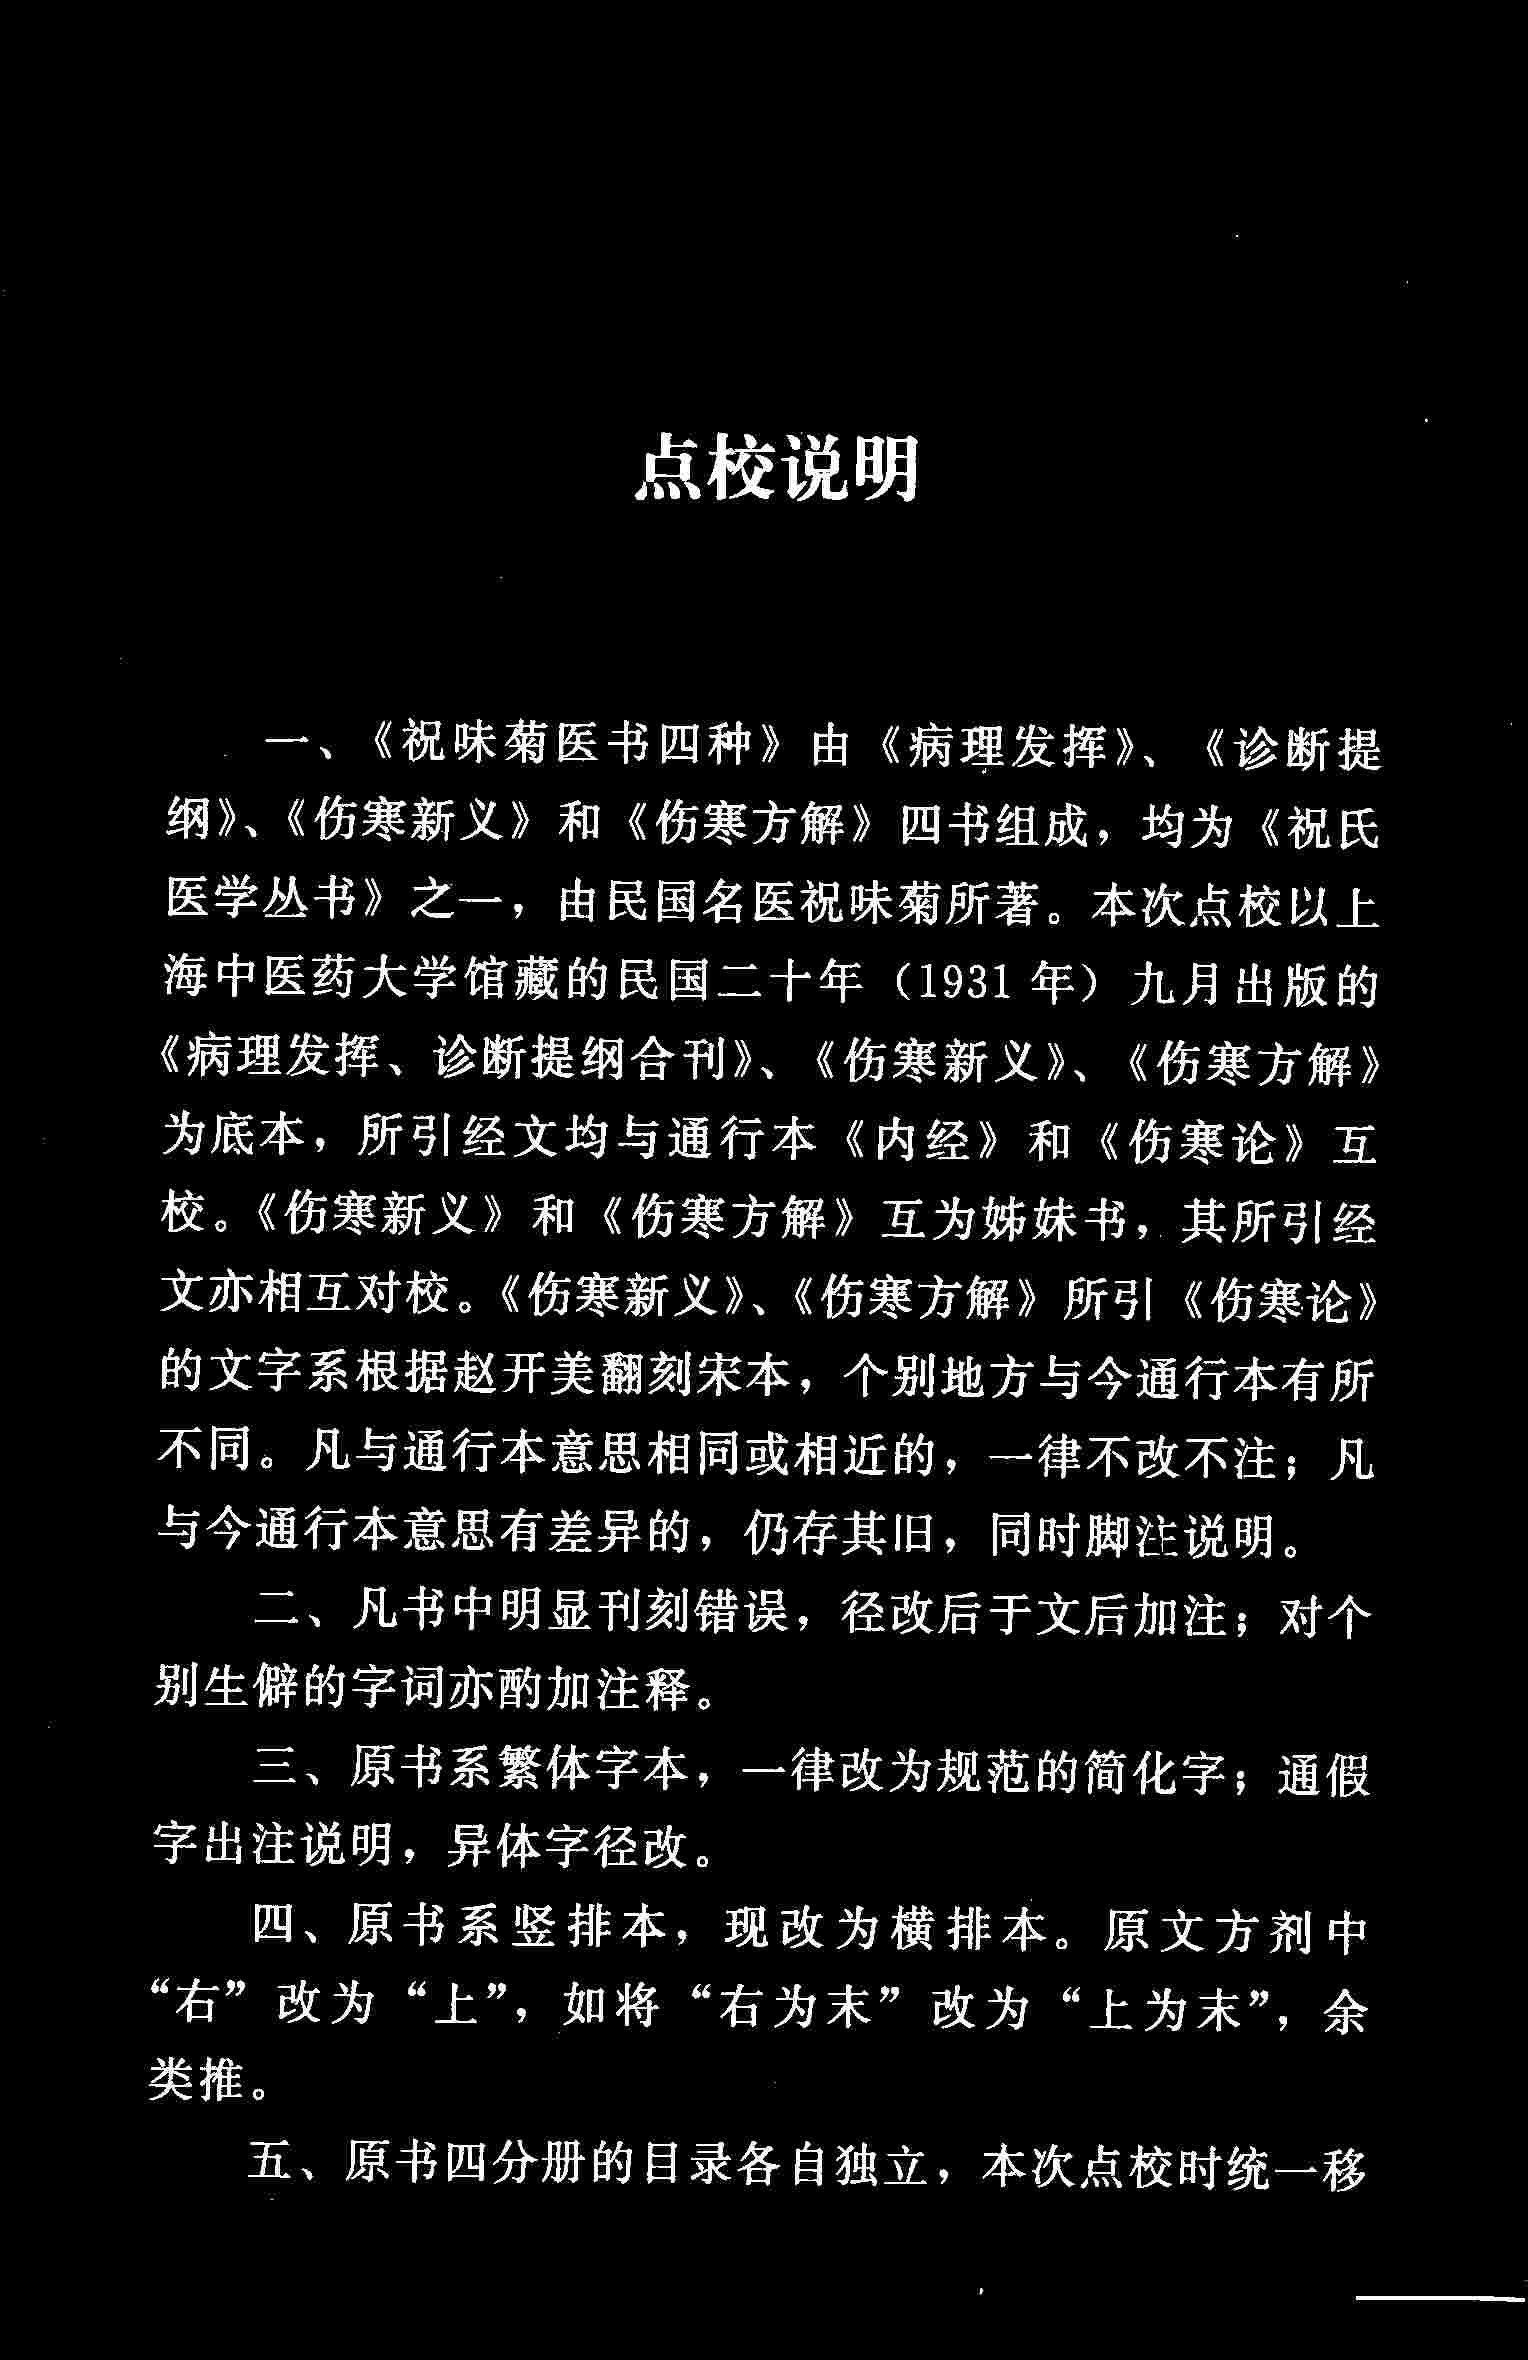 点校说明
一、《祝味菊医书四种》由《病理发挥》、《诊断提
纲》、《伤寒新义》和《伤寒方解》四书组成，均为《祝氏
医学丛书》之一，由民国名医祝味菊所著。本次点校以上
海中医药大学馆藏的民国二十年（1931 年）九月出版的
《病理发挥、诊断提纲合刊》、《伤寒新义》、《伤寒方解》
为底本，所引经文均与通行本《内经》和《伤寒论》互
校。《伤寒新义》和《伤寒方解》互为姊妹书，其所引经
文亦相互对校。《伤寒新义》、《伤寒方解》所引《伤寒论》
的文字系根据赵开美翻刻宋本，个别地方与今通行本有所
不同。凡与通行本意思相同或相近的，一律不改不注；凡
与今通行本意思有差异的，仍存其旧，同时脚注说明。
二、凡书中明显刊刻错误，径改后于文后加注；对个
别生僻的字词亦酌加注释。
三、原书系繁体字本，一律改为规范的简化字；通假
字出注说明，异体字径改。
四、原书系竖排本，现改为横排本。原文方剂中
“右”改为“上”，如将“右为末”改为“上为末”，余
类推。
五、原书四分册的目录各自独立，本次点校时统一移